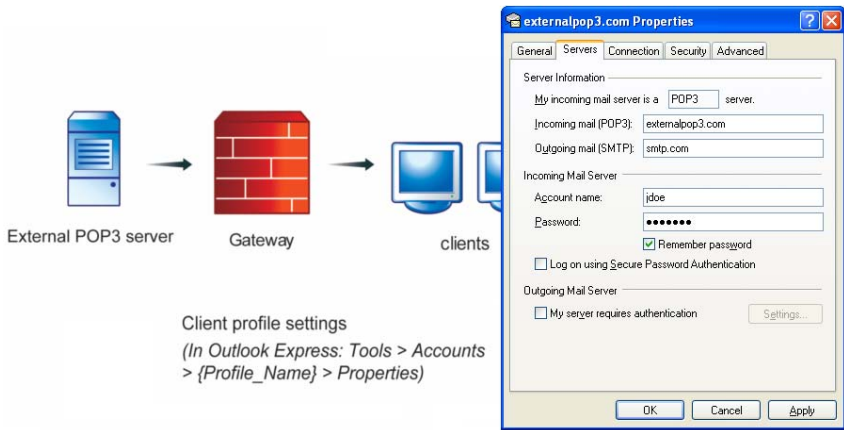 External POP3 server
Gateway
clients
Client profile settings
(In Outlook Express: Tools > Accounts
> {Profile_Name} > Properties)
externalpop3.com Properties
General Servers Connection Security Advanced
Server Information
My incoming mail server is a POP3 server.
Incoming mail (POP3): externalpop3.com
Outgoing mail (SMTP): smtp.com
Incoming Mail Server
Account name: jdoe
Password: •••••••
Remember password
Log on using Secure Password Authentication
Outgoing Mail Server
My server requires authentication Settings...
OK Cancel Apply